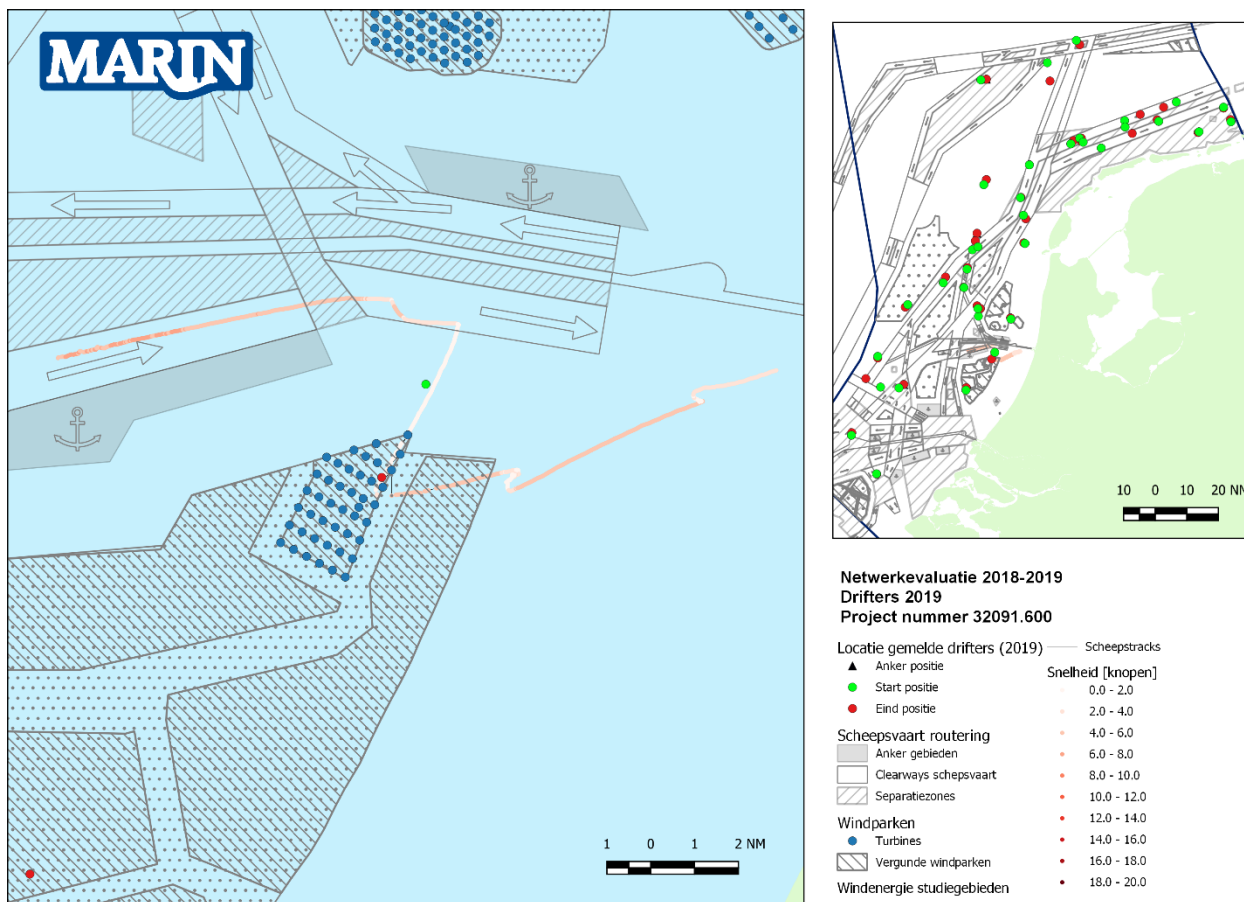 MARIN
1 0 1 2 NM
10 0 10 20 NM
Netwerkevaluatie 2018-2019
Drifters 2019
Project nummer 32091.600
Locatie gemelde drifters (2019)
Anker positie
Start positie
Eind positie
Scheepsvaart routering
Anker gebieden
Clearways schepsvaart
Separatiezones
Windparken
Turbines
Vergunde windparken
Windenergie studiegebieden
Scheepstracks
Snelheid [knopen]
0.0 - 2.0
2.0 - 4.0
4.0 - 6.0
6.0 - 8.0
8.0 - 10.0
10.0 - 12.0
12.0 - 14.0
14.0 - 16.0
16.0 - 18.0
18.0 - 20.0